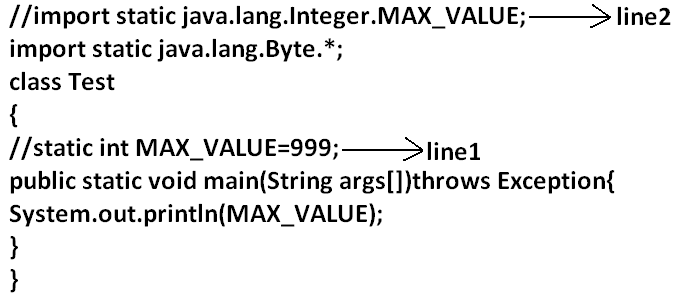 //import static java.lang.Integer.MAX_VALUE; line2
import static java.lang.Byte.*;
class Test
{
//static int MAX_VALUE=999; line1
public static void main(String args[])throws Exception{
System.out.println(MAX_VALUE);
}
}